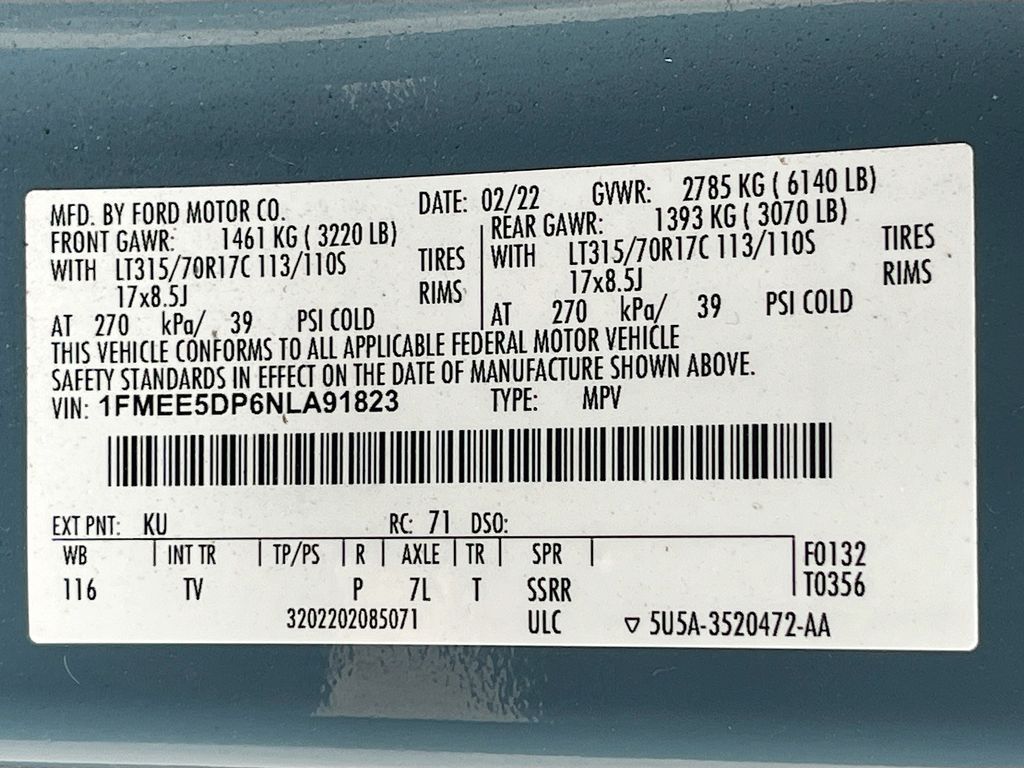 MFD. BY FORD MOTOR CO. DATE: 02/22 GVWR: 2785 KG ( 6140 LB)
FRONT GAWR: 1461 KG ( 3220 LB) REAR GAWR: 1393 KG ( 3070 LB)
WITH LT315/70R17C 113/110S TIRES WITH LT315/70R17C 113/110S TIRES
17x8.5J RIMS 17x8.5J RIMS
AT 270 kPa/ 39 PSI COLD AT 270 kPa/ 39 PSI COLD
THIS VEHICLE CONFORMS TO ALL APPLICABLE FEDERAL MOTOR VEHICLE
SAFETY STANDARDS IN EFFECT ON THE DATE OF MANUFACTURE SHOWN ABOVE.
VIN: 1FMEE5DP6NLA91823 TYPE: MPV
EXT PNT: KU RC: 71 DSO:
WB INT TR TP/PS R AXLE TR SPR F0132
116 TV P 7L T SSRR T0356
3202202085071 ULC ▽ 5U5A-3520472-AA